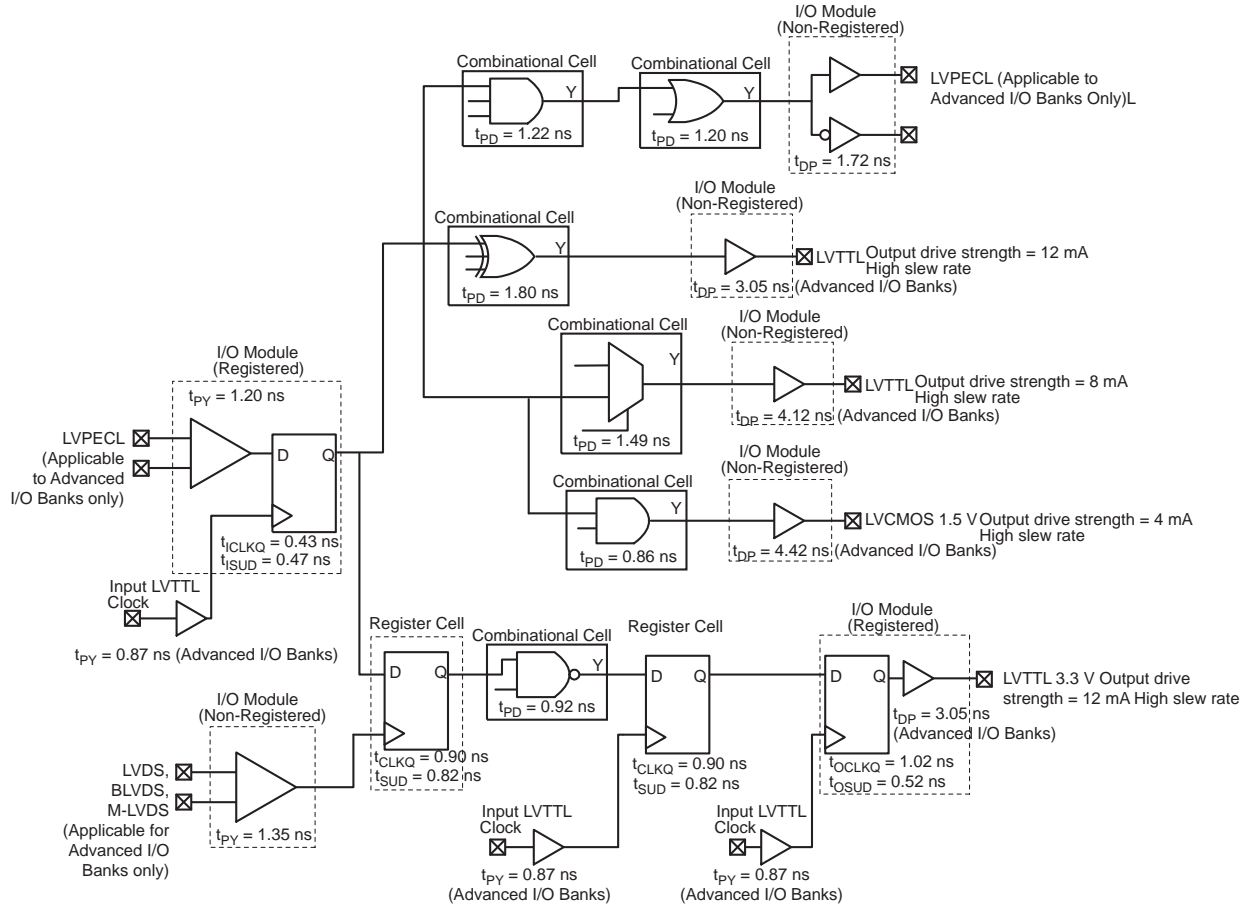 I/O Module
(Non-Registered)
Combinational Cell
Y
tPD = 1.22 ns
Combinational Cell
Y
tPD = 1.20 ns
tDP = 1.72 ns
LVPECL (Applicable to
Advanced I/O Banks Only)L
I/O Module
(Non-Registered)
Combinational Cell
Y
tPD = 1.80 ns
tDP = 3.05 ns
LVTTL Output drive strength = 12 mA
High slew rate
(Advanced I/O Banks)
Combinational Cell
Y
tPD = 1.49 ns
I/O Module
(Non-Registered)
tDP = 4.12 ns
LVTTL Output drive strength = 8 mA
High slew rate
(Advanced I/O Banks)
I/O Module
(Registered)
tPY = 1.20 ns
LVPECL
(Applicable
to Advanced
I/O Banks only)
D
Q
tICLKQ = 0.43 ns
tISUD = 0.47 ns
Input LVTTL
Clock
tPY = 0.87 ns (Advanced I/O Banks)
Combinational Cell
Y
tPD = 0.86 ns
I/O Module
(Non-Registered)
tDP = 4.42 ns
LVCMOS 1.5 V Output drive strength = 4 mA
High slew rate
(Advanced I/O Banks)
I/O Module
(Non-Registered)
LVDS,
BLVDS,
M-LVDS
(Applicable for
Advanced I/O
Banks only)
tPY = 1.35 ns
Register Cell
D
Q
tCLKQ = 0.90 ns
tSUD = 0.82 ns
Combinational Cell
Y
tPD = 0.92 ns
Register Cell
D
Q
tCLKQ = 0.90 ns
tSUD = 0.82 ns
Input LVTTL
Clock
tPY = 0.87 ns
(Advanced I/O Banks)
I/O Module
(Registered)
D
Q
tDP = 3.05 ns
(Advanced I/O Banks)
tOCLKQ = 1.02 ns
tOSUD = 0.52 ns
LVTTL 3.3 V Output drive
strength = 12 mA High slew rate
Input LVTTL
Clock
tPY = 0.87 ns
(Advanced I/O Banks)